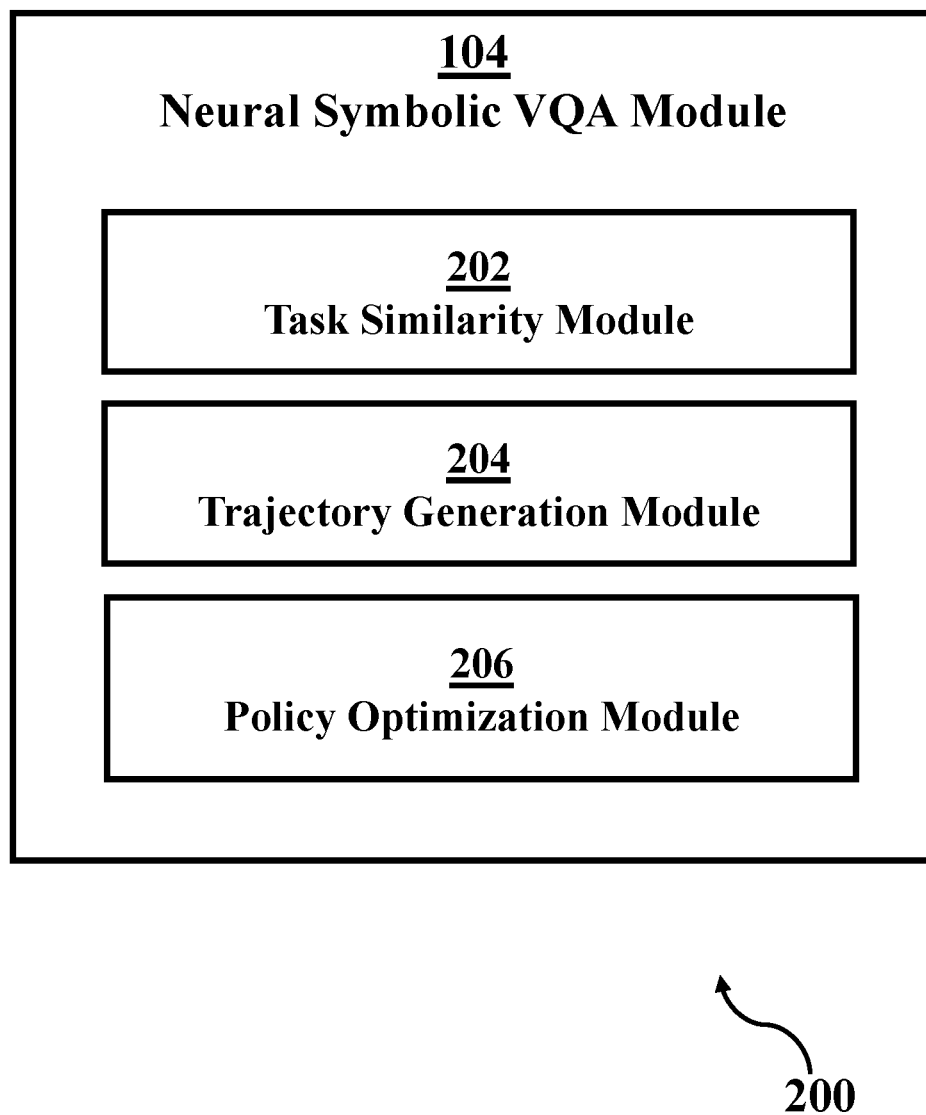 104
Neural Symbolic VQA Module
202
Task Similarity Module
204
Trajectory Generation Module
206
Policy Optimization Module
200